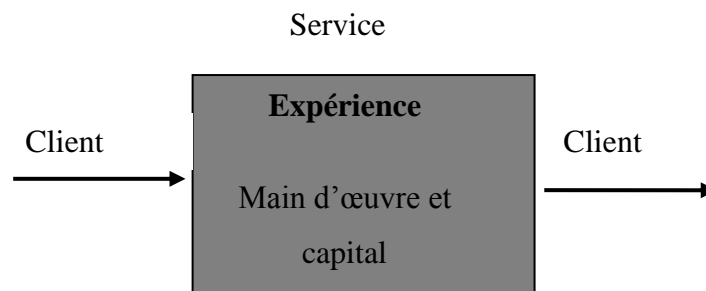 Service
Expérience
Client
Client
Main d’œuvre et
capital